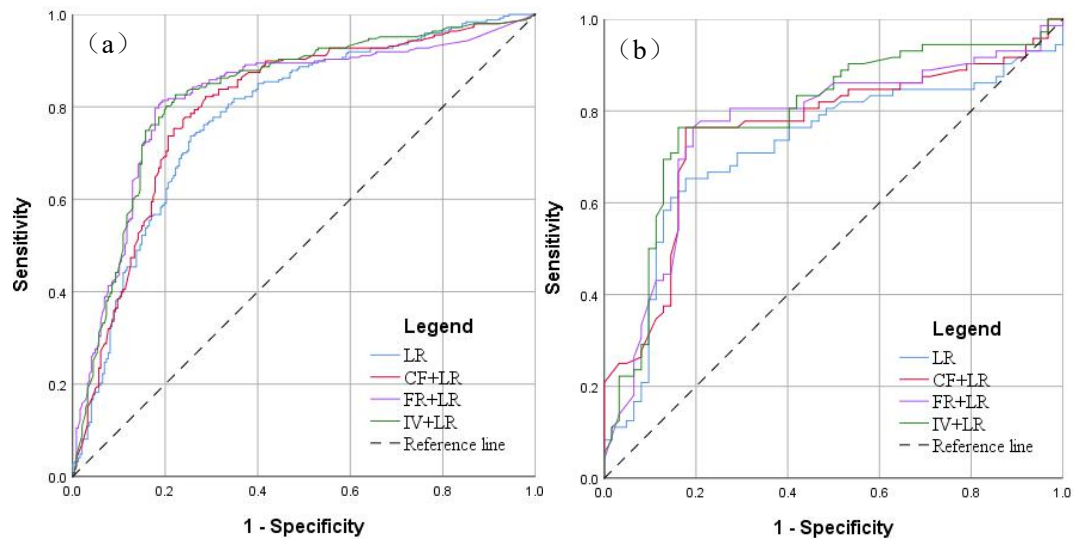 (a)
1.0
0.8
0.6
0.4
0.2
0.0
Sensitivity
Legend
LR
CF+LR
FR+LR
IV+LR
Reference line
0.0 0.2 0.4 0.6 0.8 1.0
1 - Specificity
(b)
1.0
0.8
0.6
0.4
0.2
0.0
Sensitivity
Legend
LR
CF+LR
FR+LR
IV+LR
Reference line
0.0 0.2 0.4 0.6 0.8 1.0
1 - Specificity